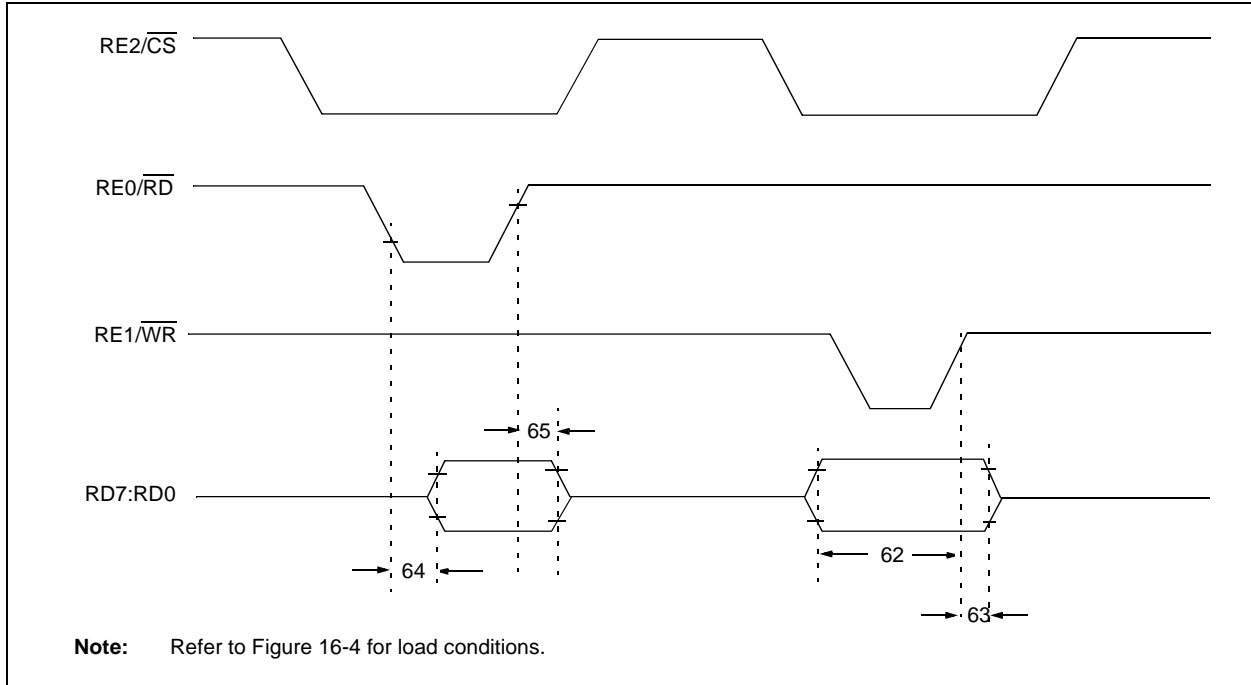 RE2/CS
RE0/RD
RE1/WR
65
RD7:RD0
62
64
63
Note: Refer to Figure 16-4 for load conditions.